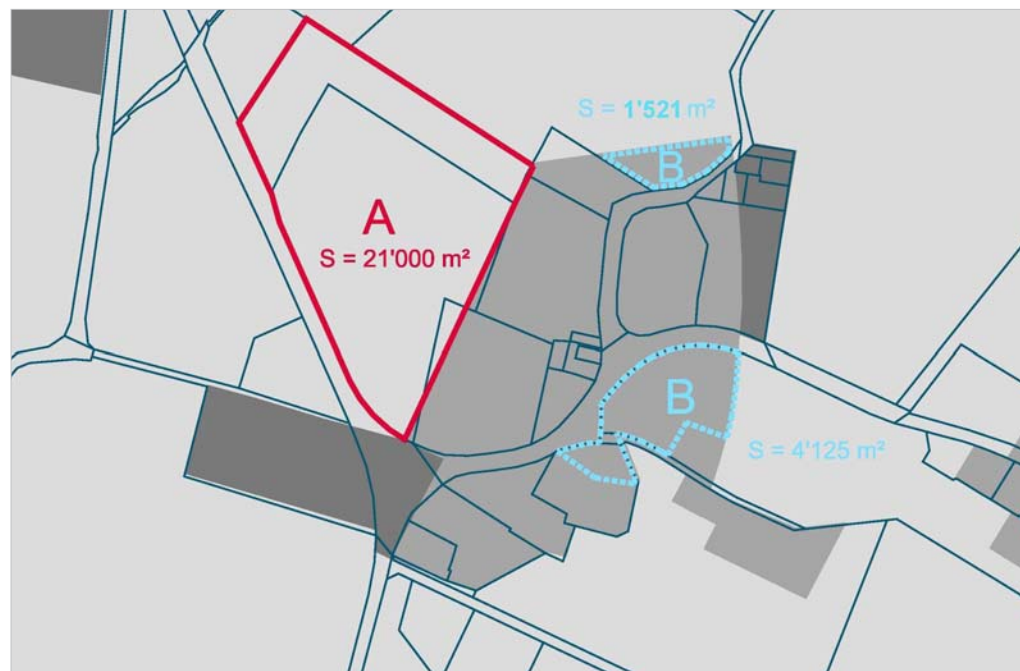 S = 1'521 m²
B
A
S = 21'000 m²
B
S = 4'125 m²